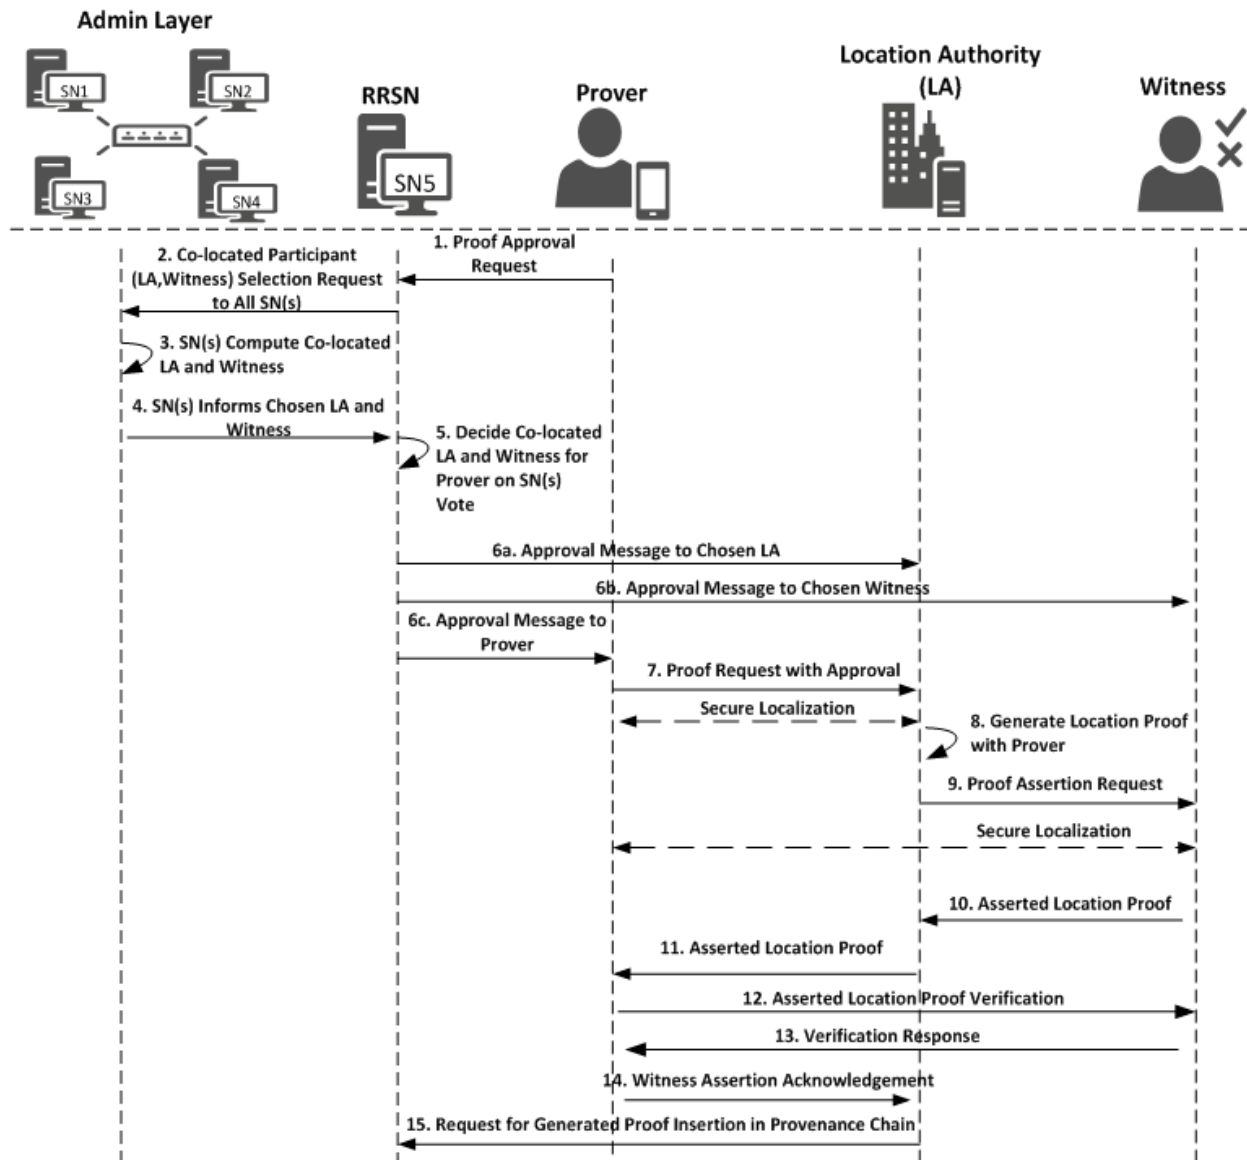 Admin Layer
SN1
SN2
SN3
SN4
RRSN
SN5
Prover
Location Authority
(LA)
Witness
1. Proof Approval
Request
2. Co-located Participant
(LA,Witness) Selection Request
to All SN(s)
3. SN(s) Compute Co-located
LA and Witness
4. SN(s) Informs Chosen LA and
Witness
5. Decide Co-located
LA and Witness for
Prover on SN(s)
Vote
6a. Approval Message to Chosen LA
6b. Approval Message to Chosen Witness
6c. Approval Message to
Prover
7. Proof Request with Approval
Secure Localization
8. Generate Location Proof
with Prover
9. Proof Assertion Request
Secure Localization
10. Asserted Location Proof
11. Asserted Location Proof
12. Asserted Location Proof Verification
13. Verification Response
14. Witness Assertion Acknowledgement
15. Request for Generated Proof Insertion in Provenance Chain